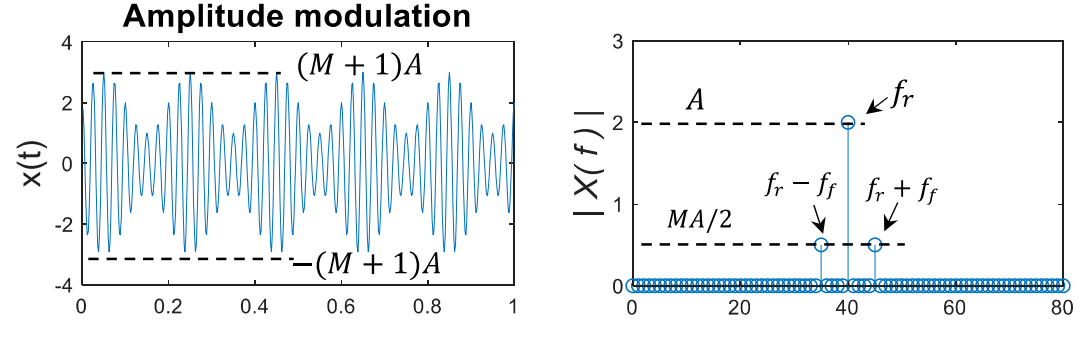 Amplitude modulation
x(t)
4
2
0
-2
-4
0
0.2
0.4
0.6
0.8
1
(M + 1)A
−(M + 1)A
| X( f ) |
3
2
1
0
0
20
40
60
80
A
f_r
f_r − f_f
f_r + f_f
MA/2